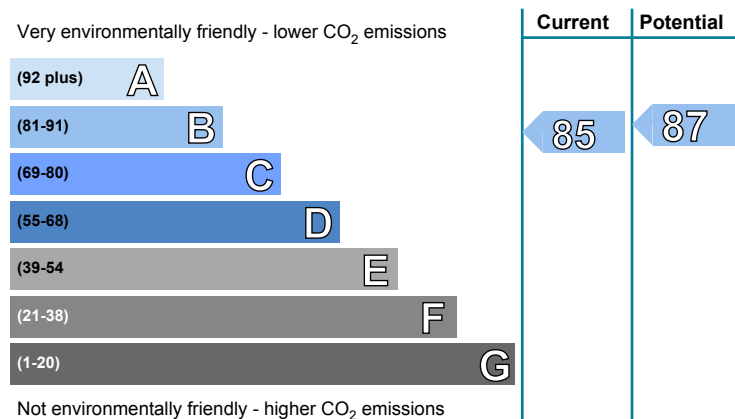 Current Potential
Very environmentally friendly - lower CO₂ emissions
(92 plus) A
(81-91) B
85 87
(69-80) C
(55-68) D
(39-54 E
(21-38) F
(1-20) G
Not environmentally friendly - higher CO₂ emissions